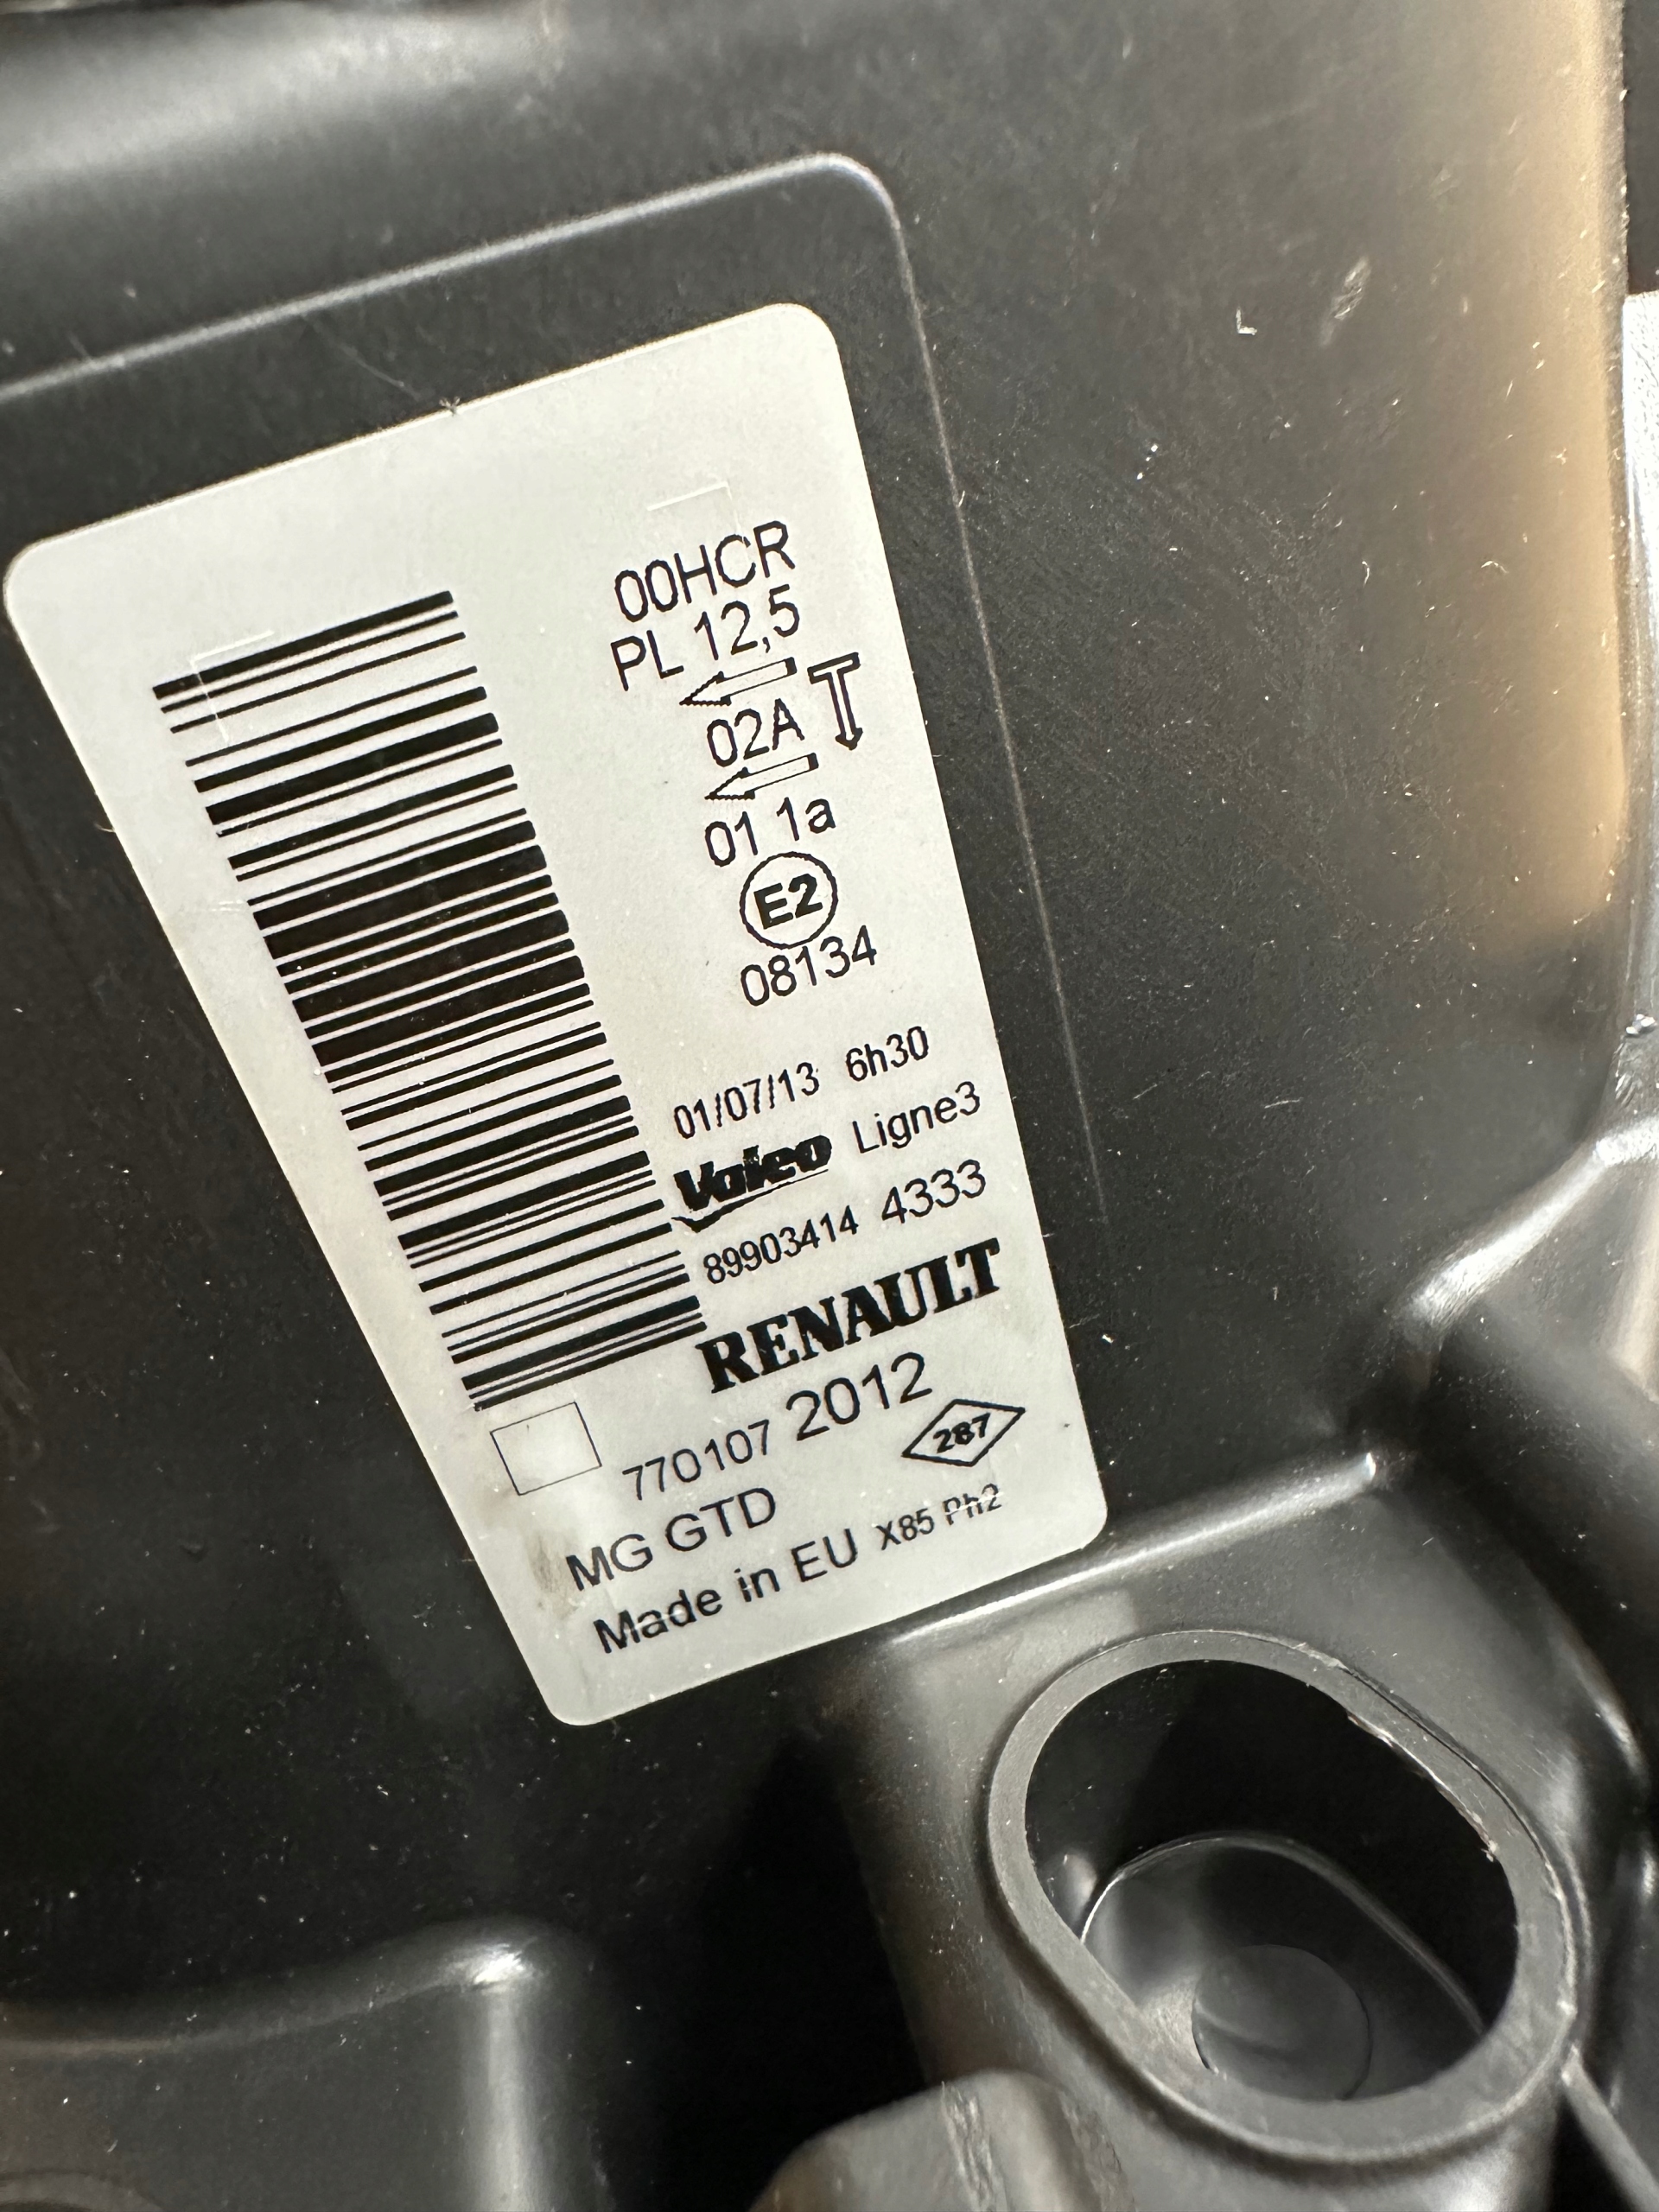 00HCR
PL 12,5
02A
01 1a
E2
08134
01/07/13 6h30
Valeo Ligne3
89903414 4333
RENAULT
770107 2012
287
MG GTD
Made in EU X85 Ph2